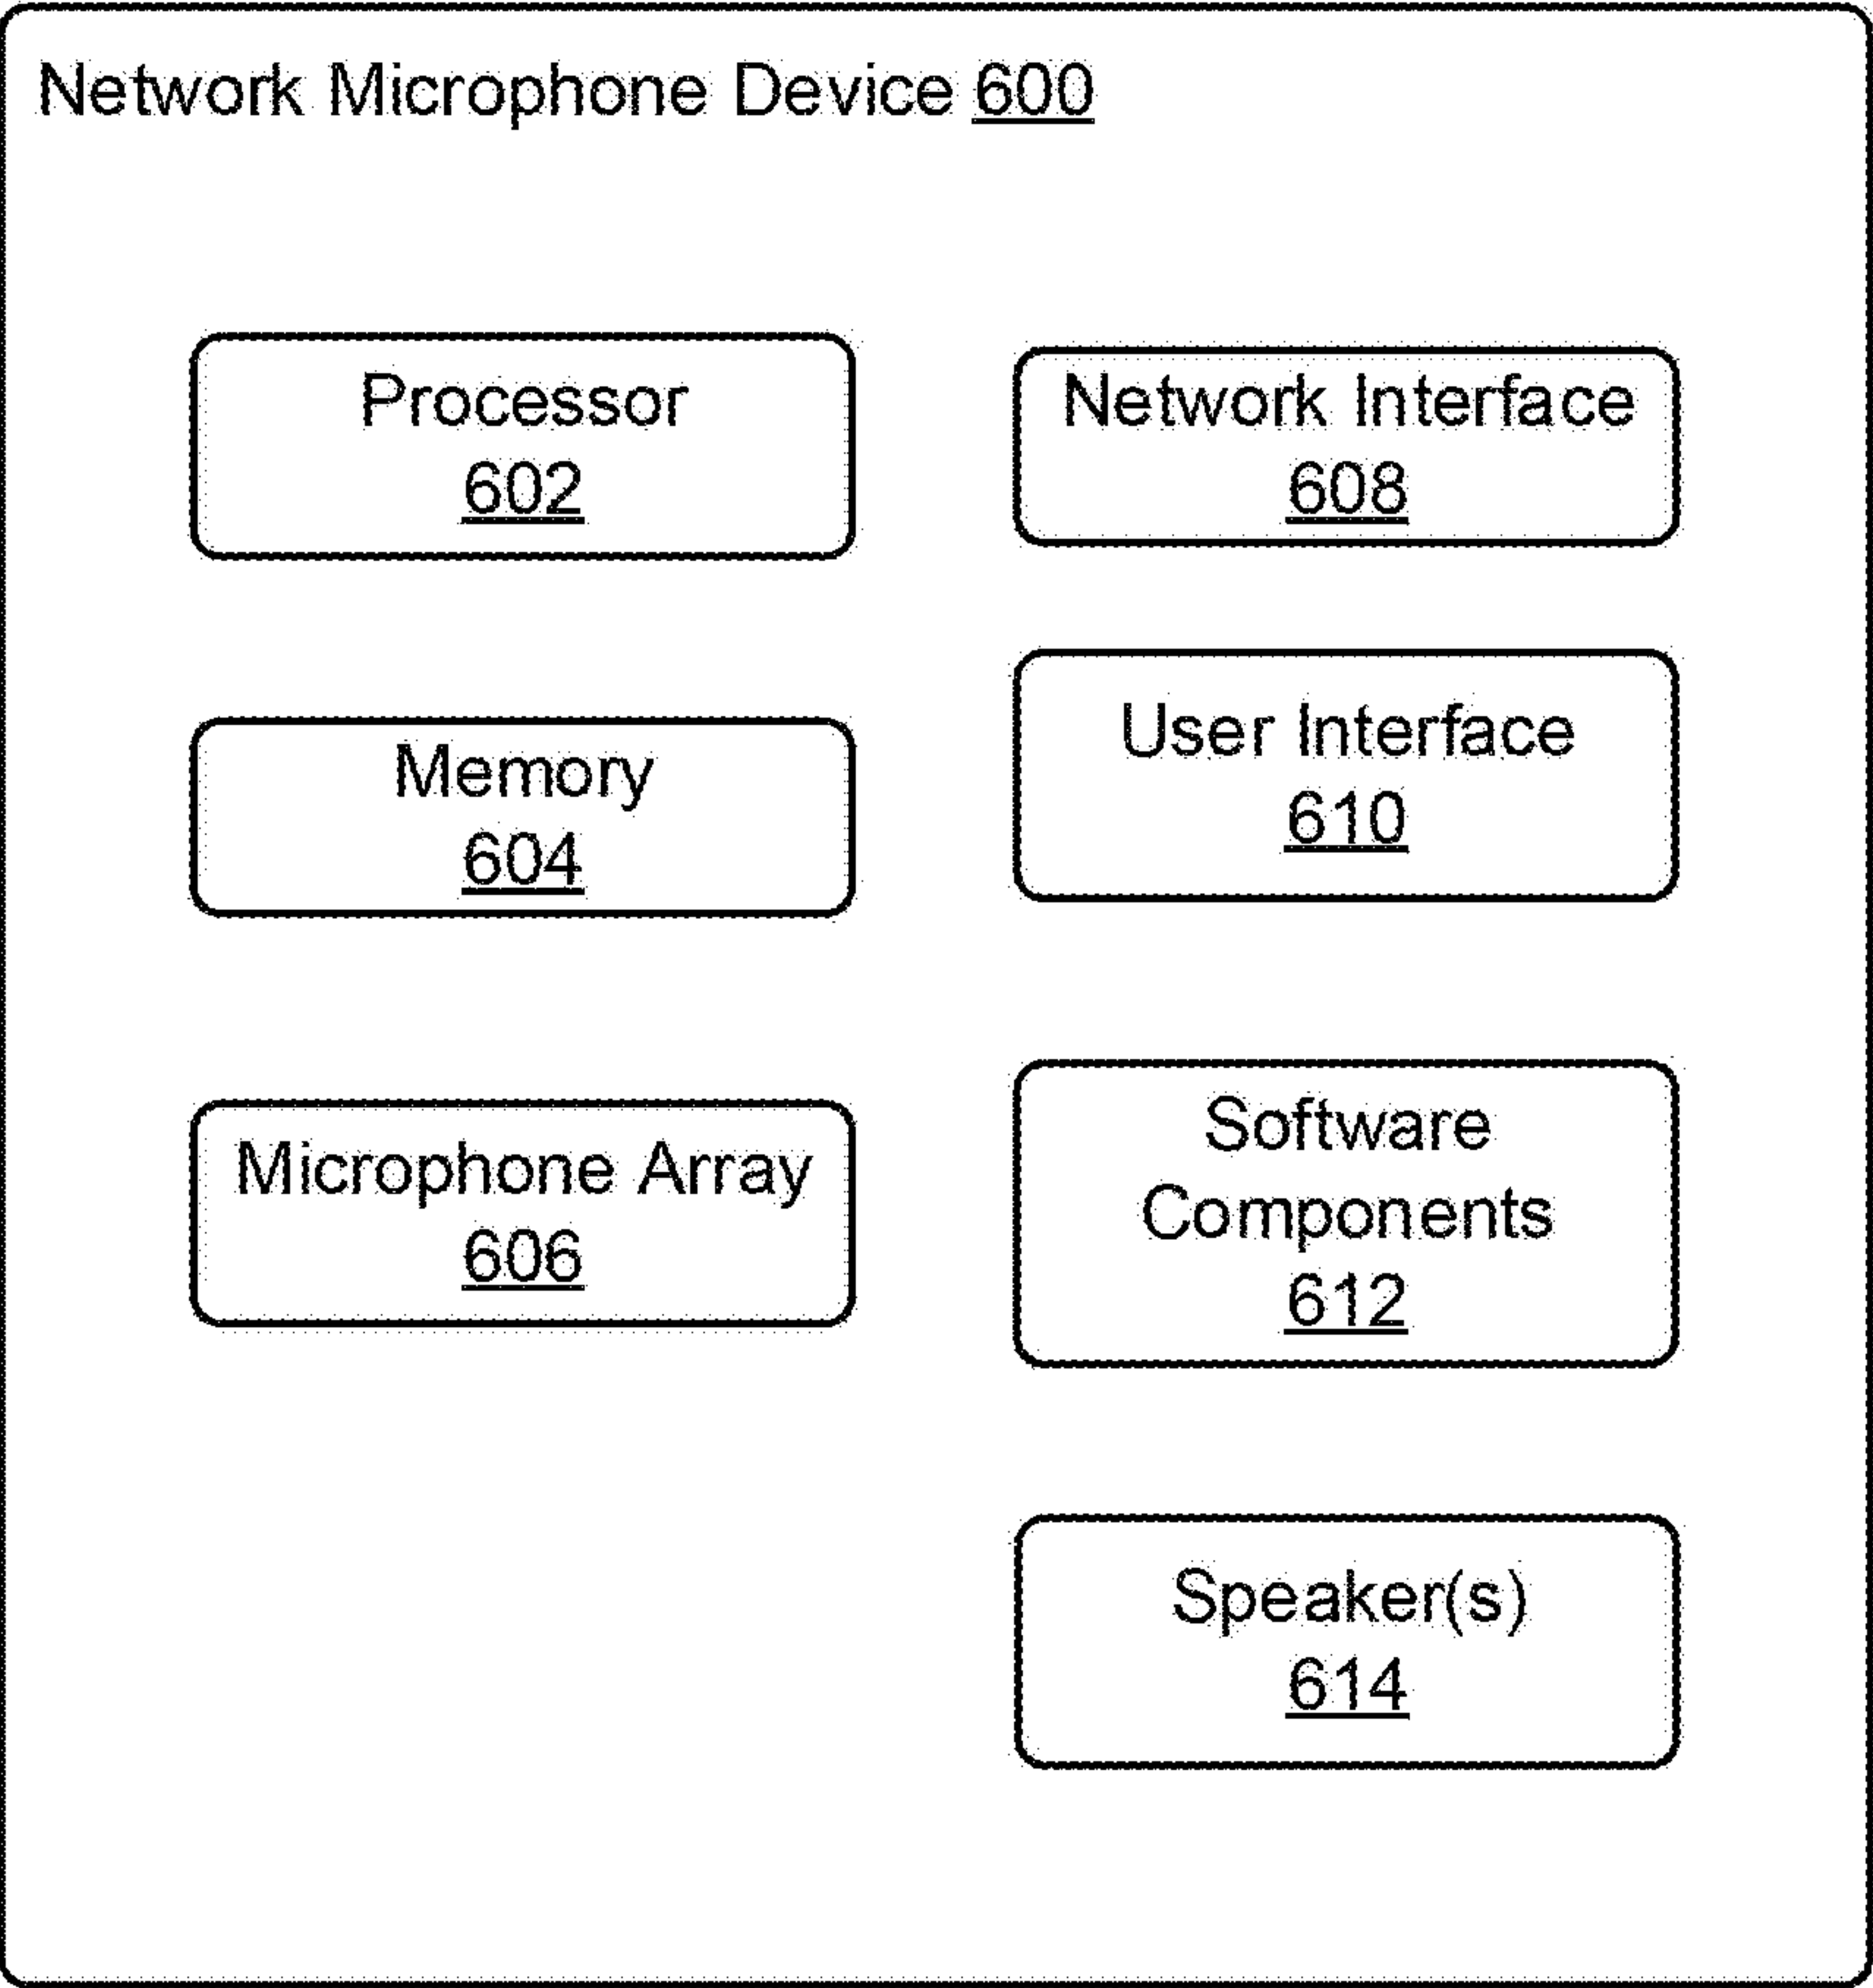 Network Microphone Device 600
Processor
602
Memory
604
Microphone Array
606
Network Interface
608
User Interface
610
Software
Components
612
Speaker(s)
614